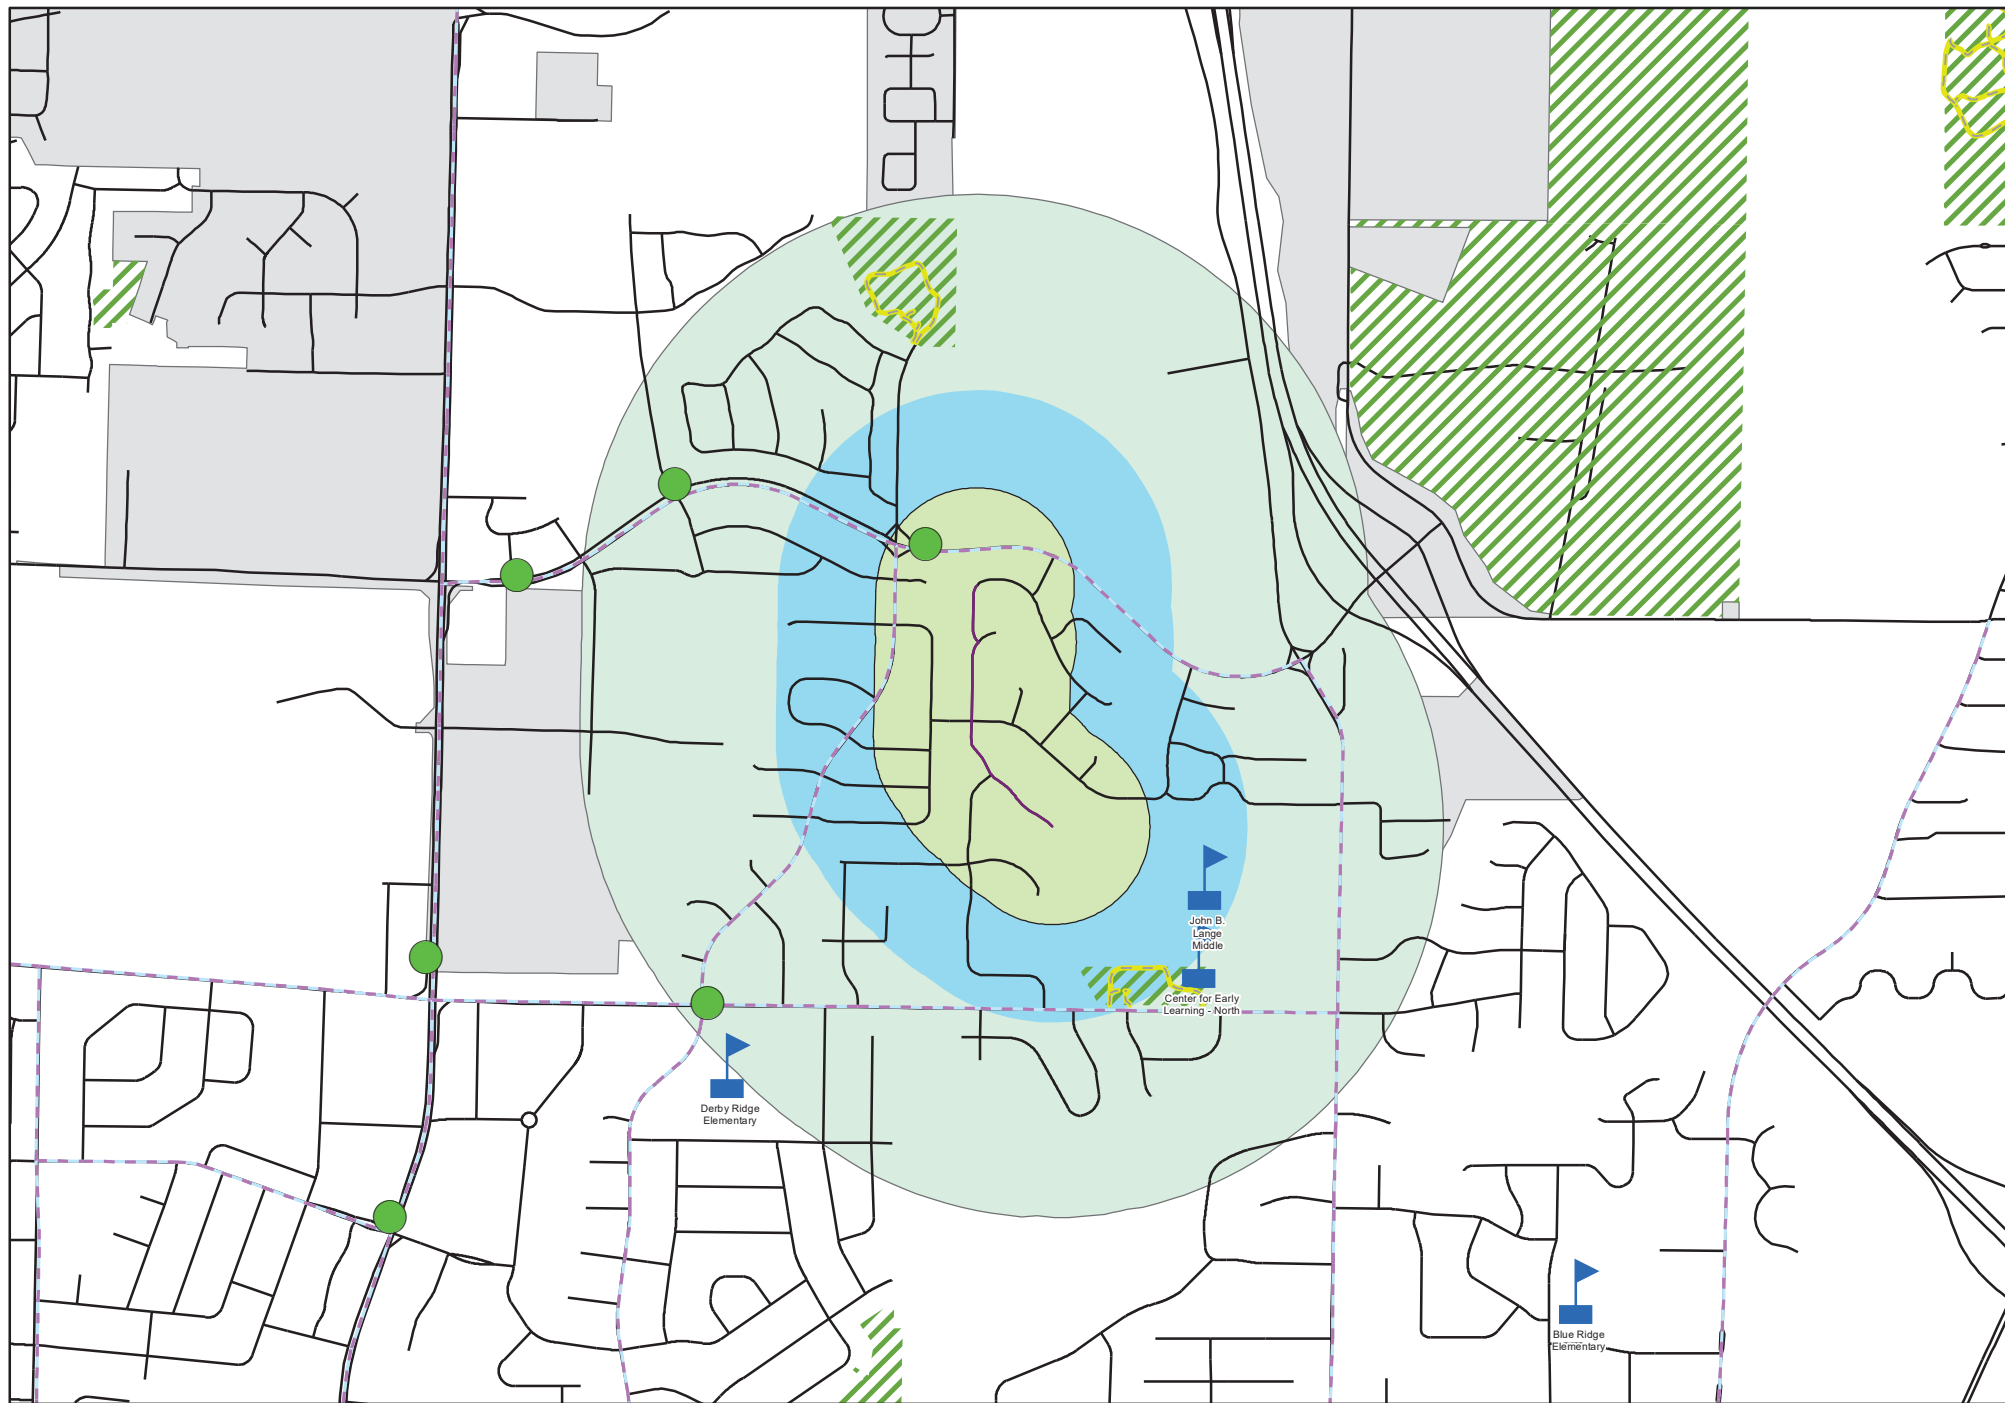 John B.
Lange
Middle
Center for Early
Learning - North
Derby Ridge
Elementary
Blue Ridge
Elementary